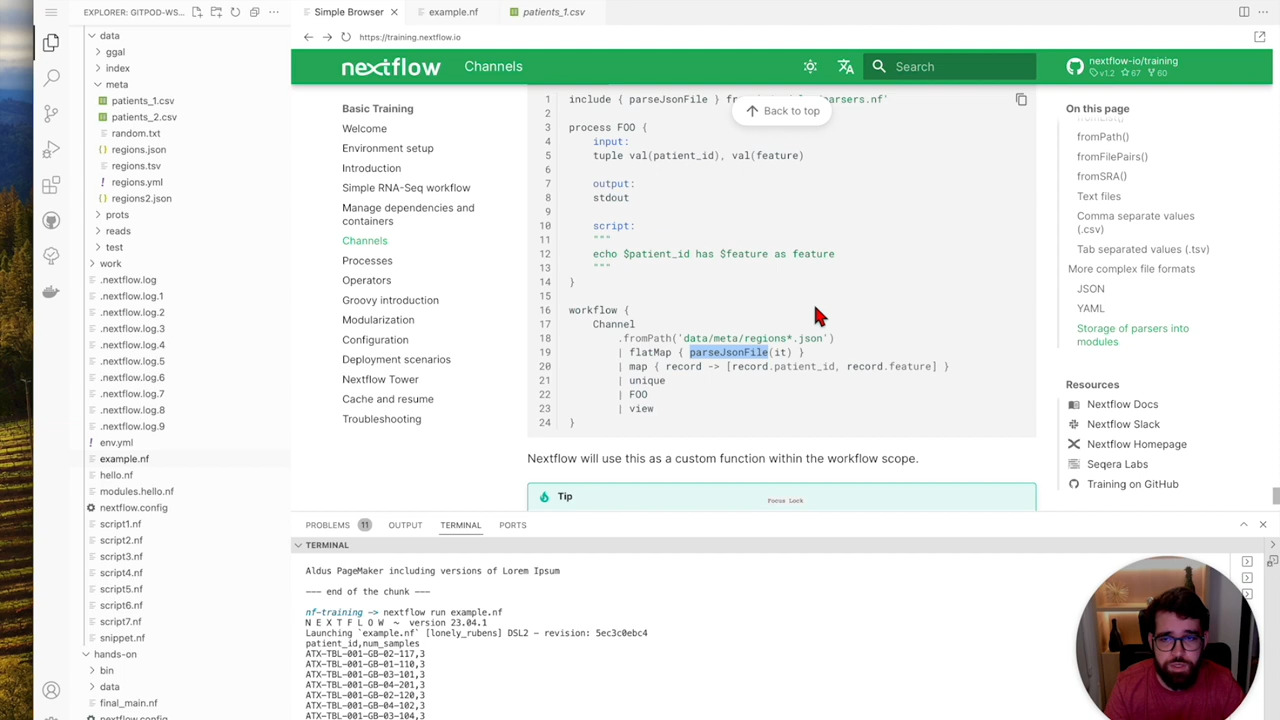 EXPLORER: GITPOD-WS...
data
ggal
index
meta
patients_1.csv
patients_2.csv
random.txt
regions.json
regions.tsv
regions.yml
regions2.json
prots
reads
test
work
.nextflow.log
.nextflow.log.1
.nextflow.log.2
.nextflow.log.3
.nextflow.log.4
.nextflow.log.5
.nextflow.log.6
.nextflow.log.7
.nextflow.log.8
.nextflow.log.9
env.yml
example.nf
hello.nf
modules.hello.nf
nextflow.config
script1.nf
script2.nf
script3.nf
script4.nf
script5.nf
script6.nf
script7.nf
snippet.nf
hands-on
bin
data
final_main.nf
nextflow.config
Simple Browser
example.nf
patients_1.csv
https://training.nextflow.io
nextflow
Channels
Search
nextflow-io/training
v1.2 67 60
Basic Training
Welcome
Environment setup
Introduction
Simple RNA-Seq workflow
Manage dependencies and
containers
Channels
Processes
Operators
Groovy introduction
Modularization
Configuration
Deployment scenarios
Nextflow Tower
Cache and resume
Troubleshooting
Back to top
1 include { parseJsonFile } arsers.nf'
2
3 process FOO {
4 input:
5 tuple val(patient_id), val(feature)
6
7 output:
8 stdout
9
10 script:
11 """
12 echo $patient_id has $feature as feature
13 """
14 }
15
16 workflow {
17 Channel
18 .fromPath('data/meta/regions*.json')
19 | flatMap { parseJsonFile(it) }
20 | map { record -> [record.patient_id, record.feature] }
21 | unique
22 | FOO
23 | view
24 }
Nextflow will use this as a custom function within the workflow scope.
Tip
Focus Lock
On this page
fromPath()
fromFilePairs()
fromSRA()
Text files
Comma separate values
(.csv)
Tab separated values (.tsv)
More complex file formats
JSON
YAML
Storage of parsers into
modules
Resources
Nextflow Docs
Nextflow Slack
Nextflow Homepage
Seqera Labs
Training on GitHub
PROBLEMS 11 OUTPUT TERMINAL PORTS
TERMINAL
Aldus PageMaker including versions of Lorem Ipsum
--- end of the chunk ---
nf-training -> nextflow run example.nf
N E X T F L O W ~ version 23.04.1
Launching `example.nf` [lonely_rubens] DSL2 - revision: 5ec3c0ebc4
patient_id,num_samples
ATX-TBL-001-GB-02-117,3
ATX-TBL-001-GB-01-110,3
ATX-TBL-001-GB-03-101,3
ATX-TBL-001-GB-04-201,3
ATX-TBL-001-GB-02-120,3
ATX-TBL-001-GB-04-102,3
ATX-TBL-001-GB-03-104,3